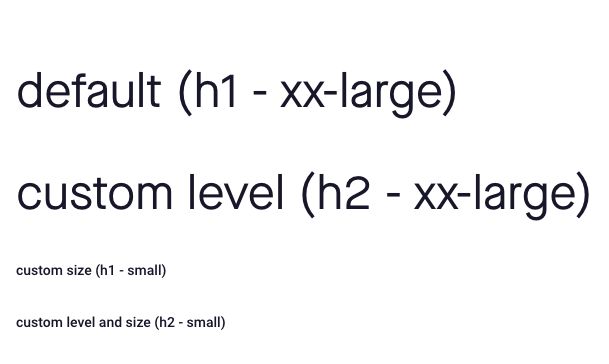 default (h1 - xx-large)
custom level (h2 - xx-large)
custom size (h1 - small)
custom level and size (h2 - small)